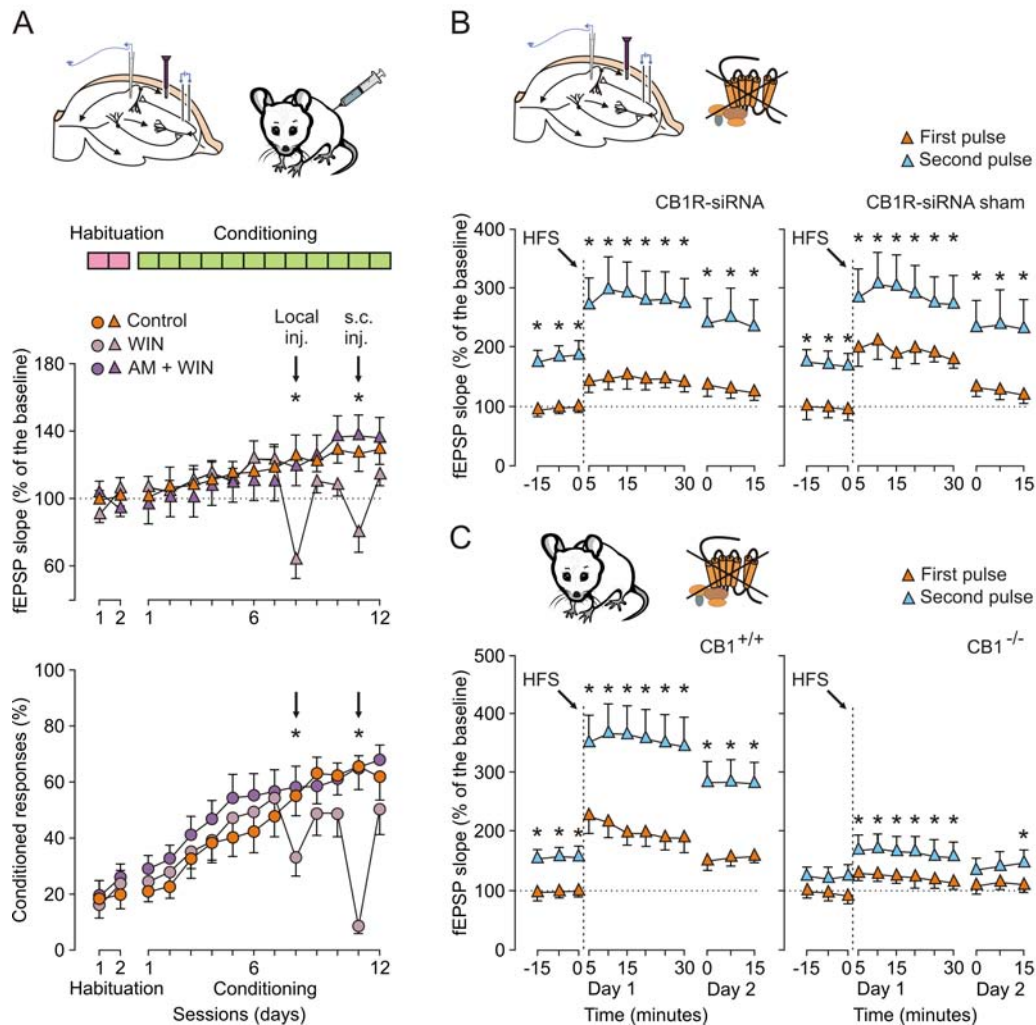 A
Habituation Conditioning
Control
WIN
AM + WIN
Local inj.
s.c. inj.
*
*
fEPSP slope (% of the baseline)
180
140
100
60
1 2 1 6 12
Conditioned responses (%)
100
80
60
40
20
0
*
*
1 2 1 6 12
Habituation Conditioning
Sessions (days)
B
First pulse
Second pulse
CB1R-siRNA
CB1R-siRNA sham
HFS
* * * * * *
* * *
* * *
HFS
* * * * * *
* * *
* * *
fEPSP slope (% of the baseline)
400
300
200
100
0
-15 0 5 15 30 0 15
-15 0 5 15 30 0 15
C
First pulse
Second pulse
CB1+/+
CB1-/-
HFS
* * * * * *
* * *
* * *
HFS
* * * * * *
*
fEPSP slope (% of the baseline)
500
400
300
200
100
0
-15 0 5 15 30 0 15
-15 0 5 15 30 0 15
Day 1 Day 2
Day 1 Day 2
Time (minutes)
Time (minutes)